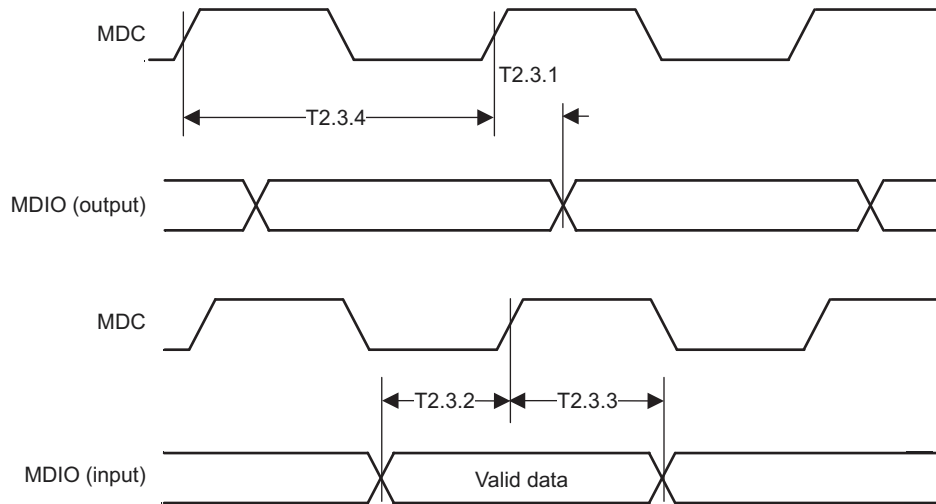 MDC
T2.3.1
T2.3.4
MDIO (output)
MDC
T2.3.2
T2.3.3
MDIO (input)
Valid data